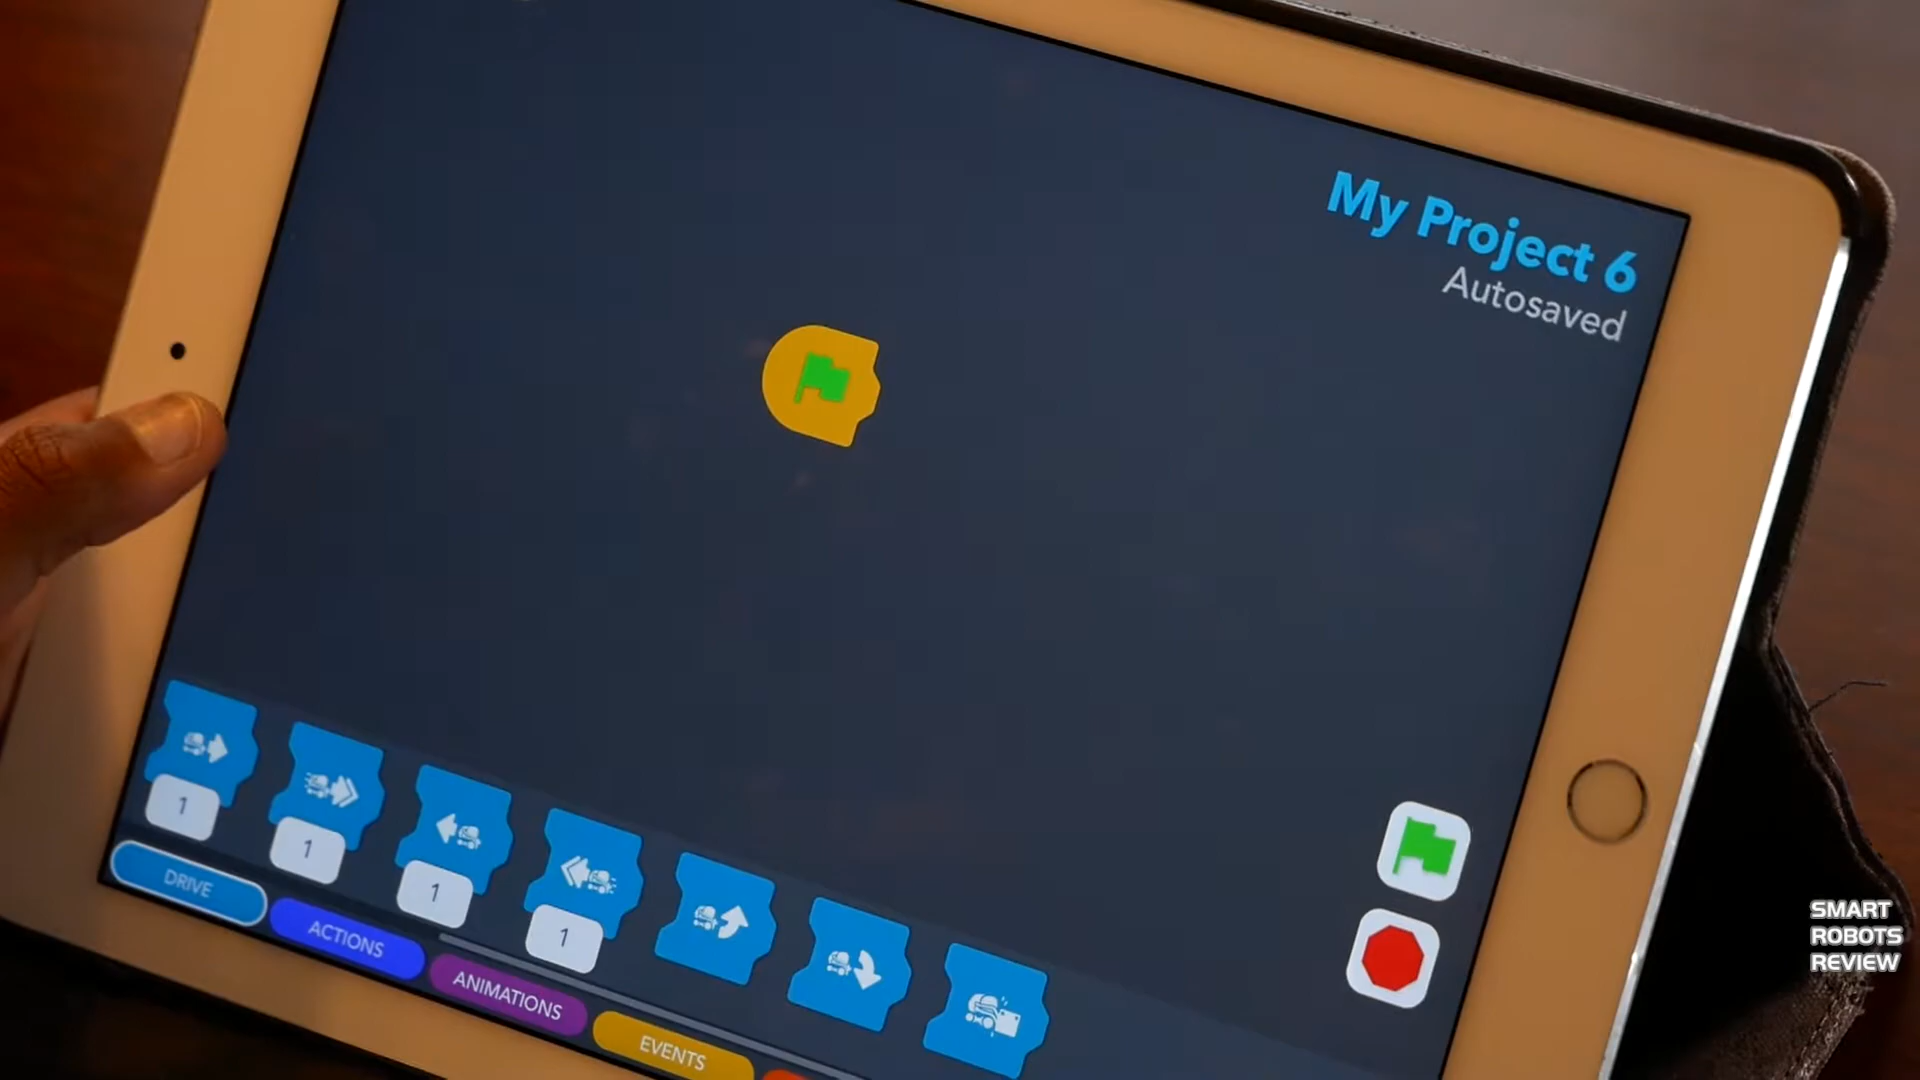 My Project 6
Autosaved
1
1
1
1
DRIVE
ACTIONS
ANIMATIONS
EVENTS
SMART
ROBOTS
REVIEW